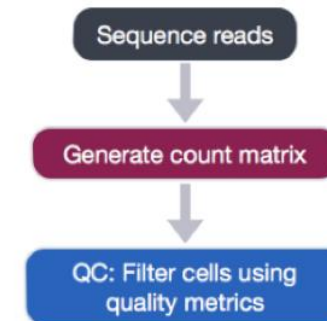 Sequence reads
Generate count matrix
QC: Filter cells using
quality metrics